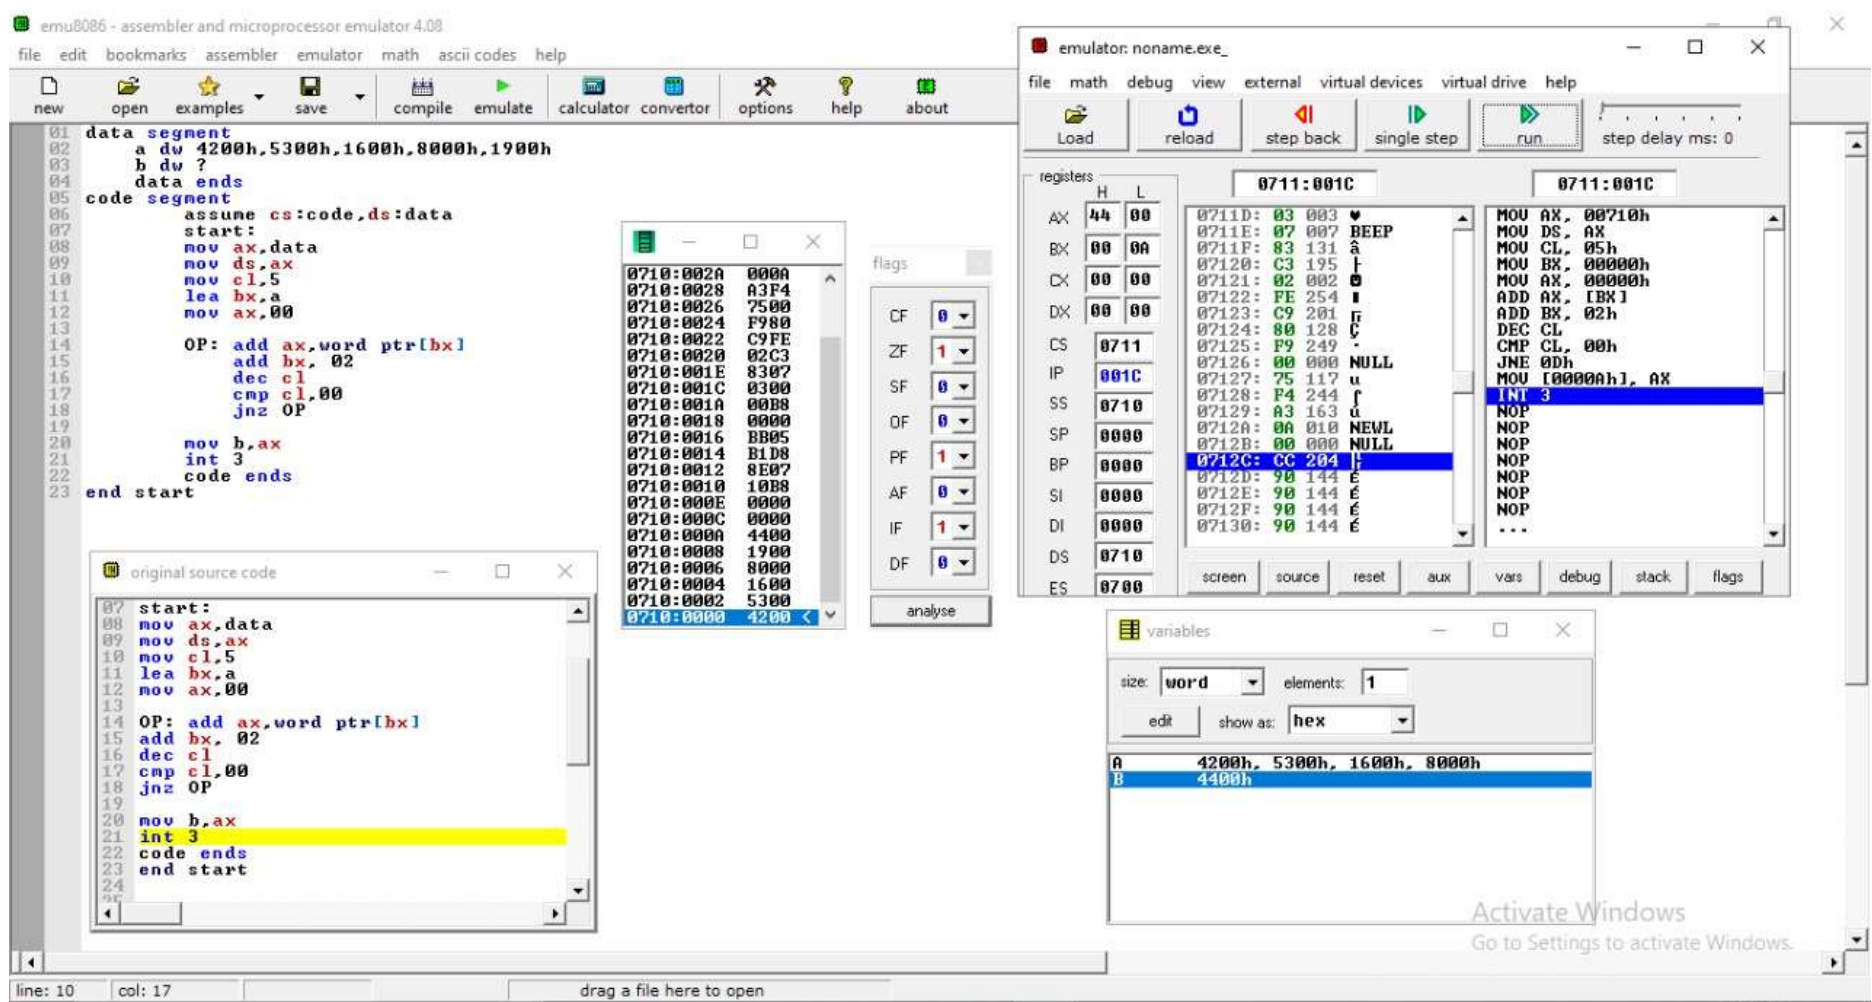 emu8086 - assembler and microprocessor emulator 4.08
file edit bookmarks assembler emulator math ascii codes help
new open examples save compile emulate calculator convertor options help about
01 data segment
02 a dw 4200h,5300h,1600h,8000h,1900h
03 b dw ?
04 data ends
05 code segment
06 assume cs:code,ds:data
07 start:
08 mov ax,data
09 mov ds,ax
10 mov cl,5
11 lea bx,a
12 mov ax,00
13
14 OP: add ax,word ptr[bx]
15 add bx, 02
16 dec cl
17 cmp cl,00
18 jnz OP
19
20 mov b,ax
21 int 3
22 code ends
23 end start
original source code
07 start:
08 mov ax,data
09 mov ds,ax
10 mov cl,5
11 lea bx,a
12 mov ax,00
13
14 OP: add ax,word ptr[bx]
15 add bx, 02
16 dec cl
17 cmp cl,00
18 jnz OP
19
20 mov b,ax
21 int 3
22 code ends
23 end start
24
0710:002A 000A
0710:0028 A3F4
0710:0026 7500
0710:0024 F980
0710:0022 C9FE
0710:0020 02C3
0710:001E 8307
0710:001C 0300
0710:001A 00B8
0710:0018 0000
0710:0016 BB05
0710:0014 B1D8
0710:0012 8E07
0710:0010 10B8
0710:000E 0000
0710:000C 0000
0710:000A 4400
0710:0008 1900
0710:0006 8000
0710:0004 1600
0710:0002 5300
0710:0000 4200 <
flags
CF 0
ZF 1
SF 0
OF 0
PF 1
AF 0
IF 1
DF 0
analyse
emulator: noname.exe_
file math debug view external virtual devices virtual drive help
Load reload step back single step run step delay ms: 0
registers
H L
AX 44 00
BX 00 0A
CX 00 00
DX 00 00
CS 0711
IP 001C
SS 0710
SP 0000
BP 0000
SI 0000
DI 0000
DS 0710
ES 0700
0711:001C
0711D: 03 003 ♥
0711E: 07 007 BEEP
0711F: 83 131 â
07120: C3 195 ├
07121: 02 002 ☻
07122: FE 254 ■
07123: C9 201 ╔
07124: 80 128 Ç
07125: F9 249 ·
07126: 00 000 NULL
07127: 75 117 u
07128: F4 244 ⌠
07129: A3 163 ú
0712A: 0A 010 NEWL
0712B: 00 000 NULL
0712C: CC 204 ╠
0712D: 90 144 É
0712E: 90 144 É
0712F: 90 144 É
07130: 90 144 É
0711:001C
MOV AX, 00710h
MOV DS, AX
MOV CL, 05h
MOV BX, 00000h
MOV AX, 00000h
ADD AX, [BX]
ADD BX, 02h
DEC CL
CMP CL, 00h
JNE 0Dh
MOV [0000Ah], AX
INT 3
NOP
NOP
NOP
NOP
NOP
NOP
NOP
...
screen source reset aux vars debug stack flags
variables
size: word elements: 1
edit show as: hex
A 4200h, 5300h, 1600h, 8000h
B 4400h
Activate Windows
Go to Settings to activate Windows.
line: 10 col: 17 drag a file here to open